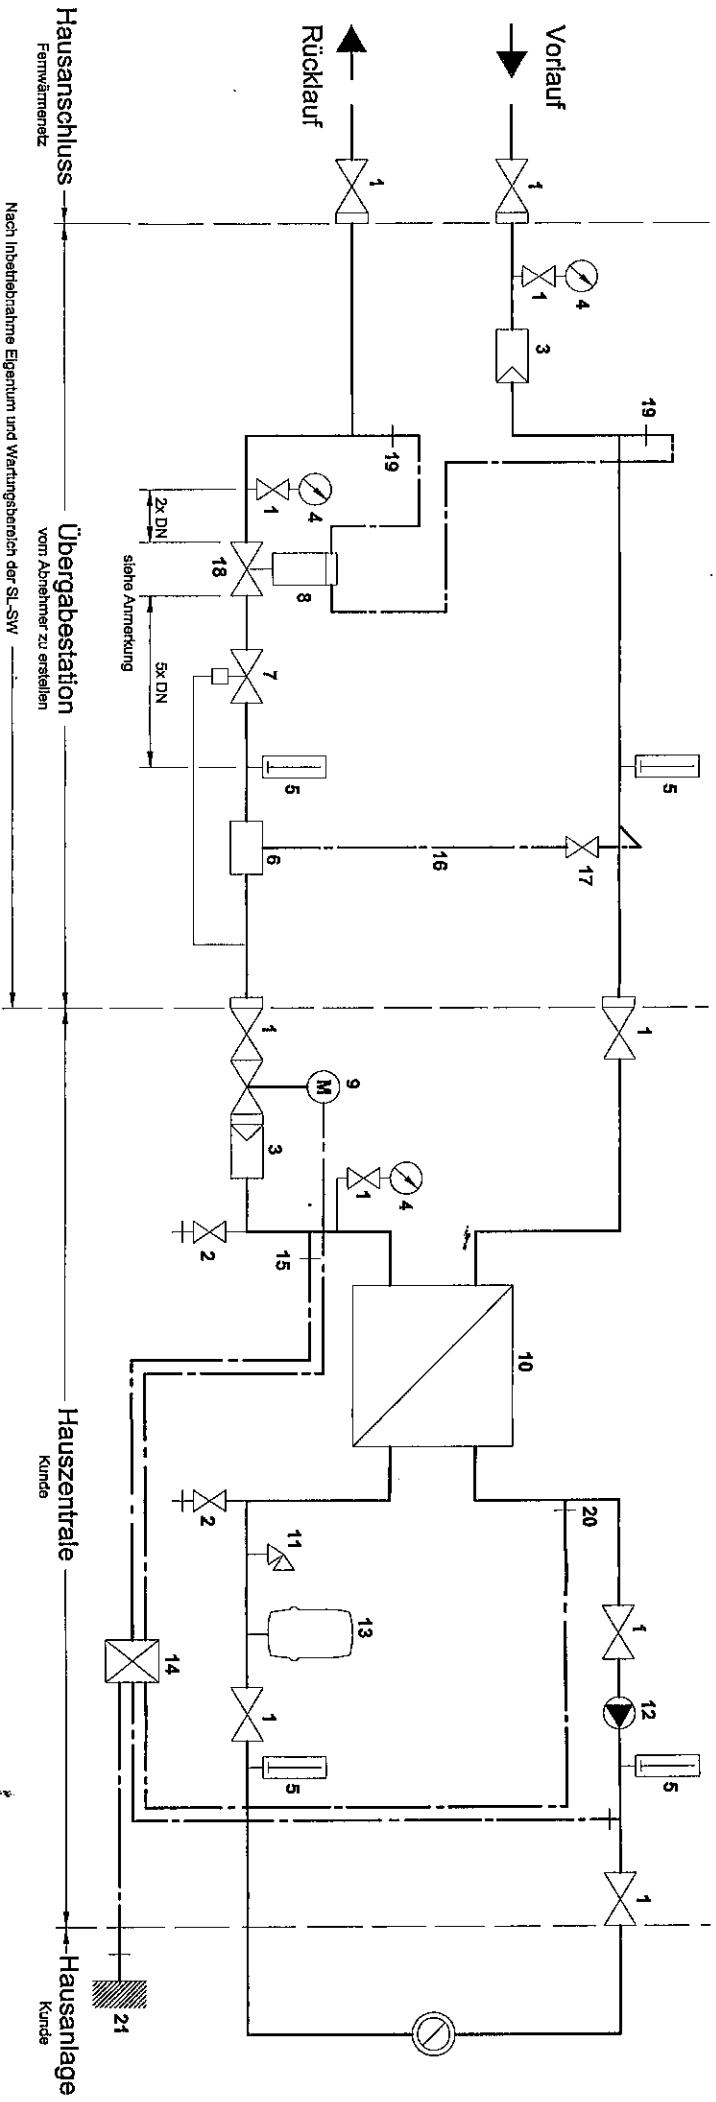 5
5
19
1
1
12
1
17
20
Vorlauf
1
4
1
3
10
16
19
4
1
1
13
9
M
Rücklauf
4
1
8
5
11
5
15
7
6
1
3
1
18
2
2
14
2x DN
5x DN
siehe Anmerkung
21
Hausanschluss
Fernwärmenetz
Übergabestation
vom Abnehmer zu erstellen
Hauszentrale
Kunde
Hausanlage
Kunde
Nach Inbetriebnahme Eigentum und Wartungsbereich der SL-SW